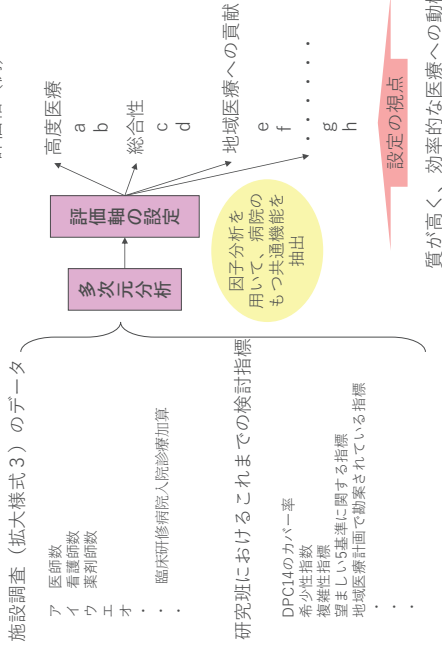 施設調査（拡大様式３）のデータ
ア　医師数
イ　看護師数
ウ　薬剤師数
エ
オ
・
・　臨床研修病院入院診療加算
・
研究班におけるこれまでの検討指標
DPC14のカバー率
希少性指数
複雑性指標
望ましい5基準に関する指標
地域医療計画で勘案されている指標
・
・
・
多次元分析
評価軸の設定
因子分析を
用いて、病院の
もつ共通機能を
抽出
高度医療
a
b
総合性
c
d
地域医療への貢献
e
f
・・・・・・
g
h
設定の視点
質が高く、効率的な医療への動機